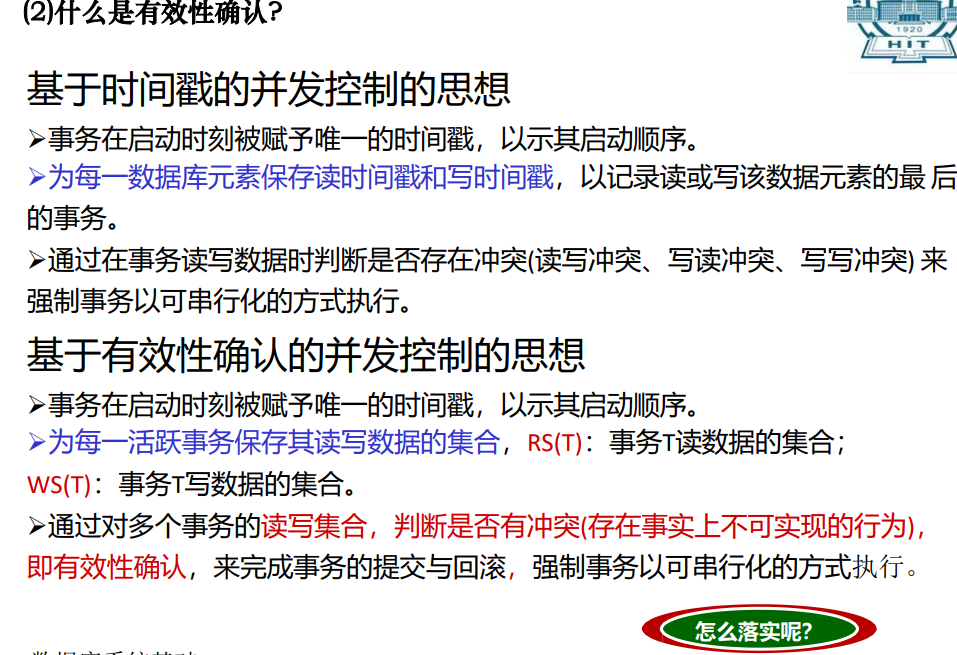 (2)什么是有效性确认?
1920
HIT
基于时间戳的并发控制的思想
➢事务在启动时刻被赋予唯一的时间戳，以示其启动顺序。
➢为每一数据库元素保存读时间戳和写时间戳，以记录读或写该数据元素的最后
的事务。
➢通过在事务读写数据时判断是否存在冲突(读写冲突、写读冲突、写写冲突)来
强制事务以可串行化的方式执行。
基于有效性确认的并发控制的思想
➢事务在启动时刻被赋予唯一的时间戳，以示其启动顺序。
➢为每一活跃事务保存其读写数据的集合，RS(T)：事务T读数据的集合；
WS(T)：事务T写数据的集合。
➢通过对多个事务的读写集合，判断是否有冲突(存在事实上不可实现的行为)，
即有效性确认，来完成事务的提交与回滚，强制事务以可串行化的方式执行。
怎么落实呢?